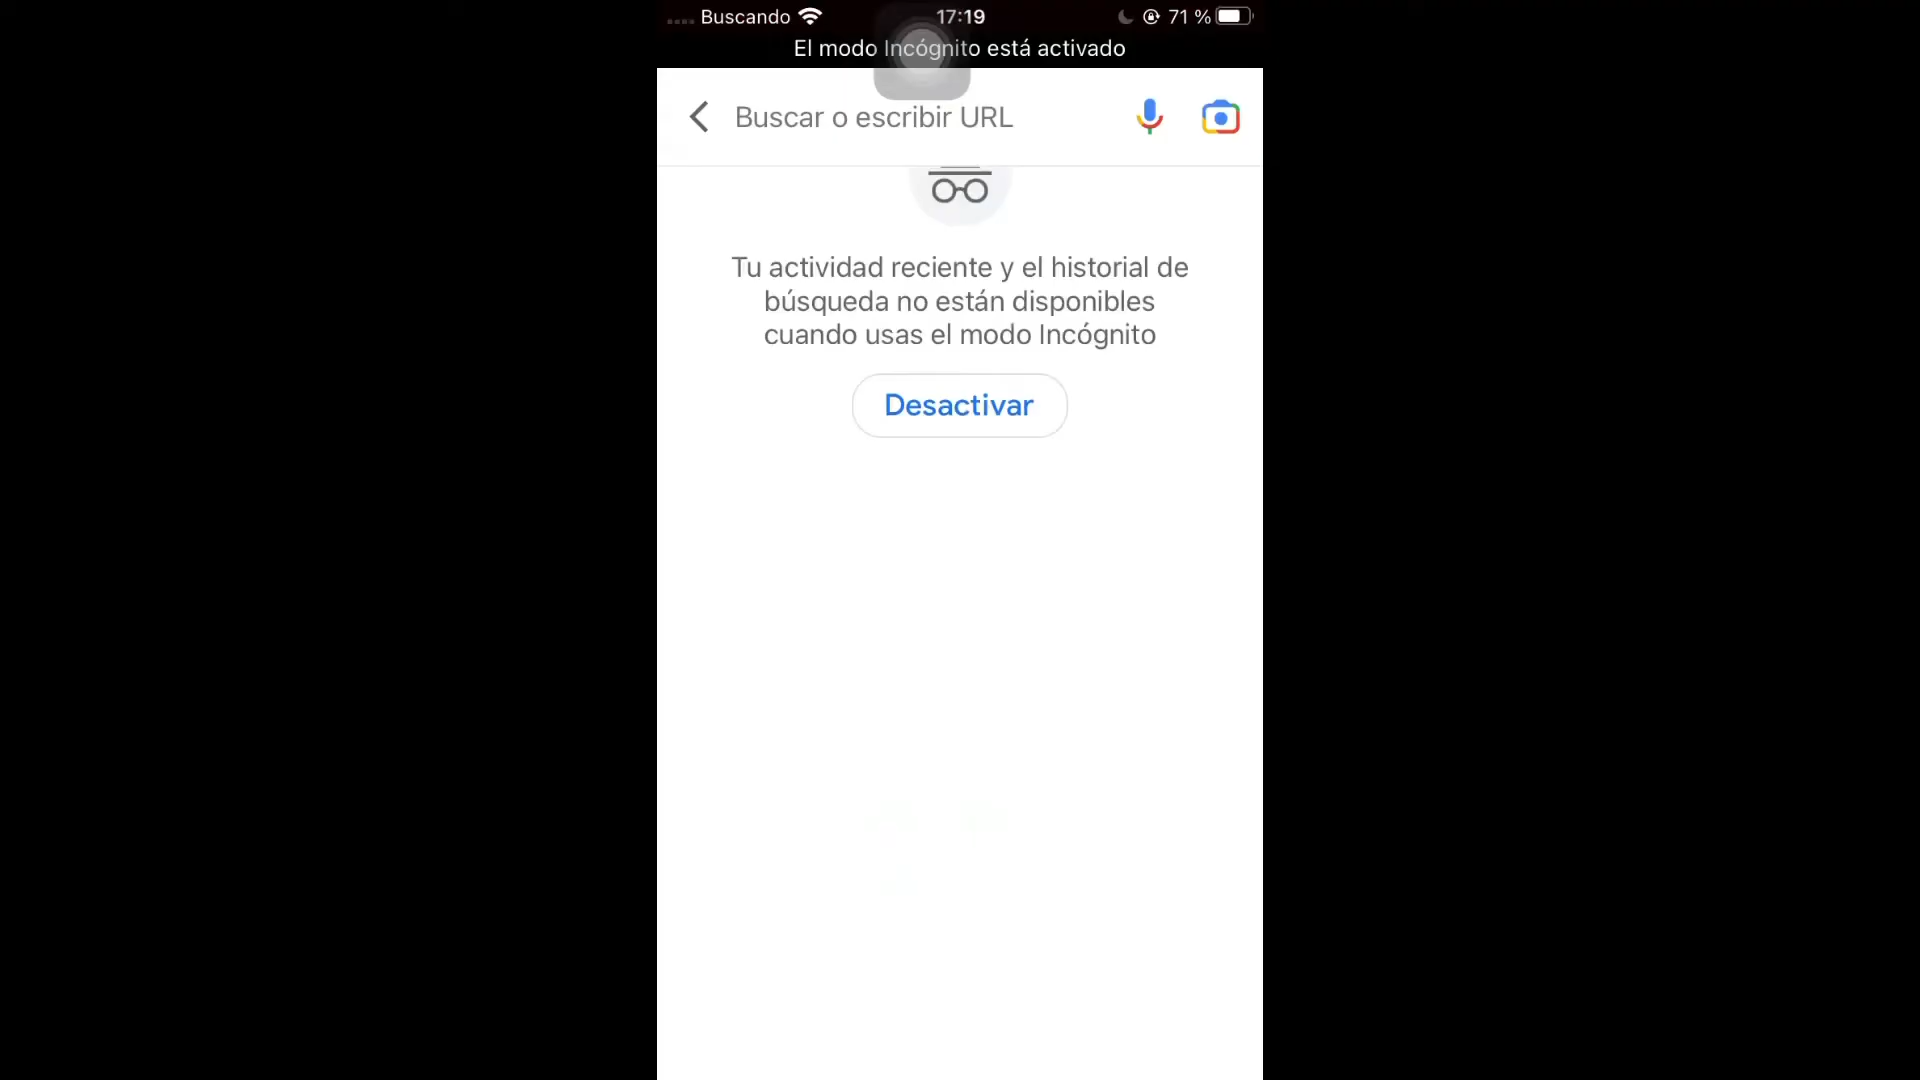 Buscando 17:19 71 %
El modo Incógnito está activado
Buscar o escribir URL
Tu actividad reciente y el historial de
búsqueda no están disponibles
cuando usas el modo Incógnito
Desactivar